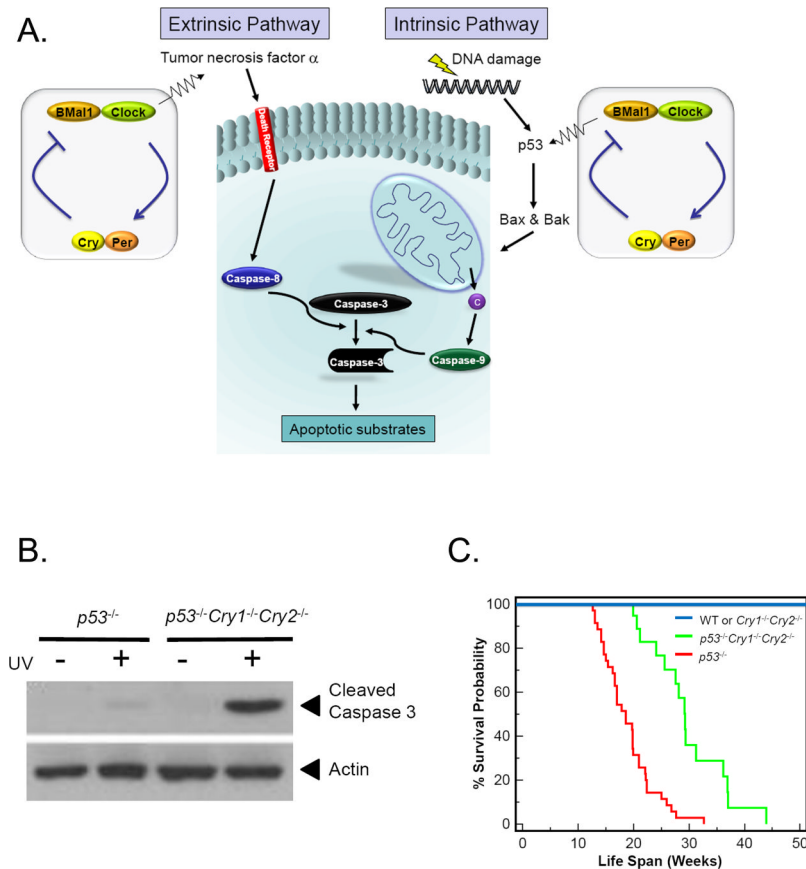 A.
Extrinsic Pathway
Intrinsic Pathway
Tumor necrosis factor α
DNA damage
BMal1 Clock
Cry Per
Death Receptor
p53
Bax & Bak
BMal1 Clock
Cry Per
Caspase-8
Caspase-3
C
Caspase-3
Caspase-9
Apoptotic substrates
B.
p53-/-
p53-/-Cry1-/-Cry2-/-
UV - + - +
Cleaved
Caspase 3
Actin
C.
% Survival Probability
100
80
60
40
20
0
WT or Cry1-/-Cry2-/-
p53-/-Cry1-/-Cry2-/-
p53-/-
0 10 20 30 40 50
Life Span (Weeks)